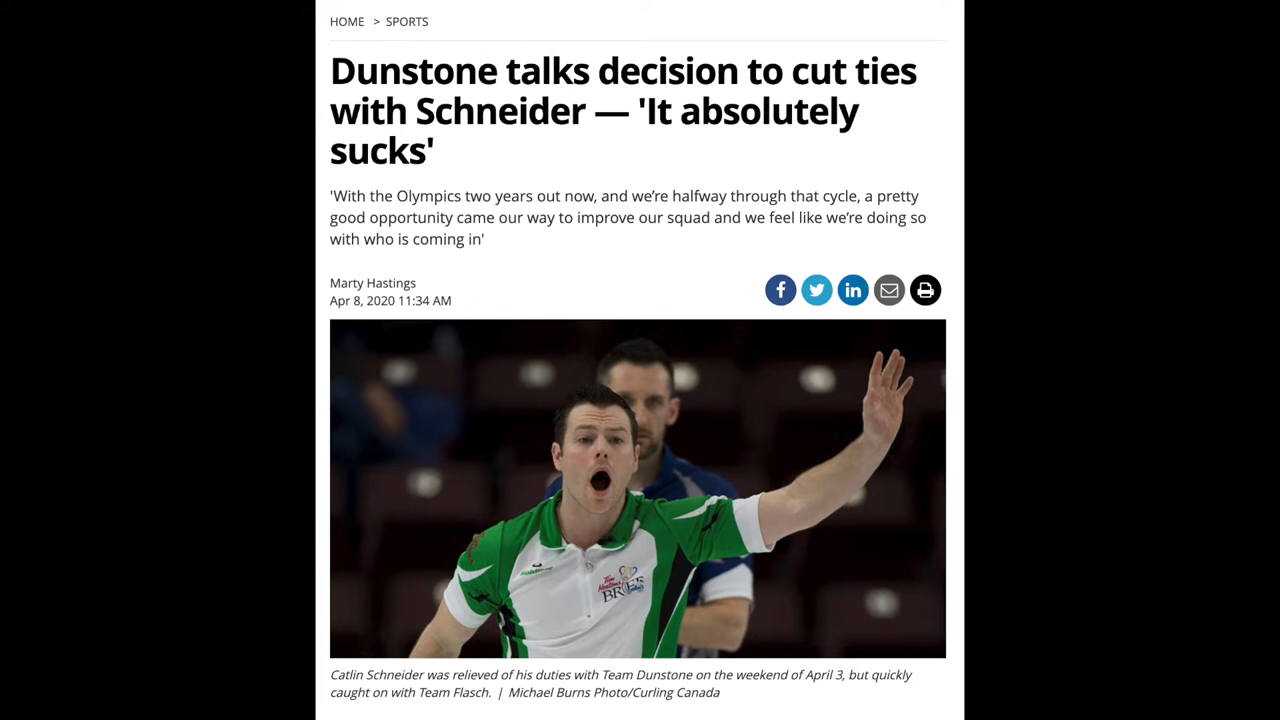 HOME > SPORTS
Dunstone talks decision to cut ties
with Schneider — 'It absolutely
sucks'
'With the Olympics two years out now, and we’re halfway through that cycle, a pretty
good opportunity came our way to improve our squad and we feel like we’re doing so
with who is coming in'
Marty Hastings
Apr 8, 2020 11:34 AM
Tim
Hortons
BRIER
Catlin Schneider was relieved of his duties with Team Dunstone on the weekend of April 3, but quickly
caught on with Team Flasch. | Michael Burns Photo/Curling Canada